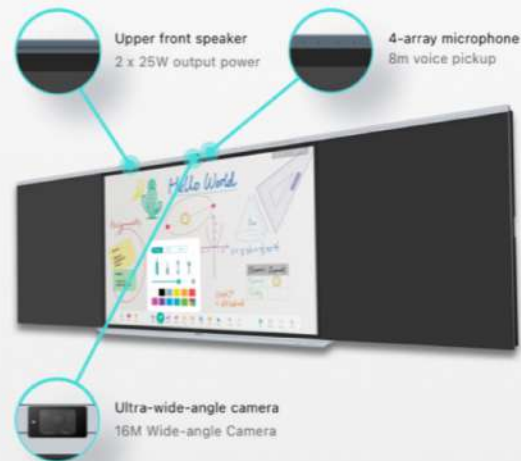 Upper front speaker
2 x 25W output power
4-array microphone
8m voice pickup
Hello World
Ultra-wide-angle camera
16M Wide-angle Camera